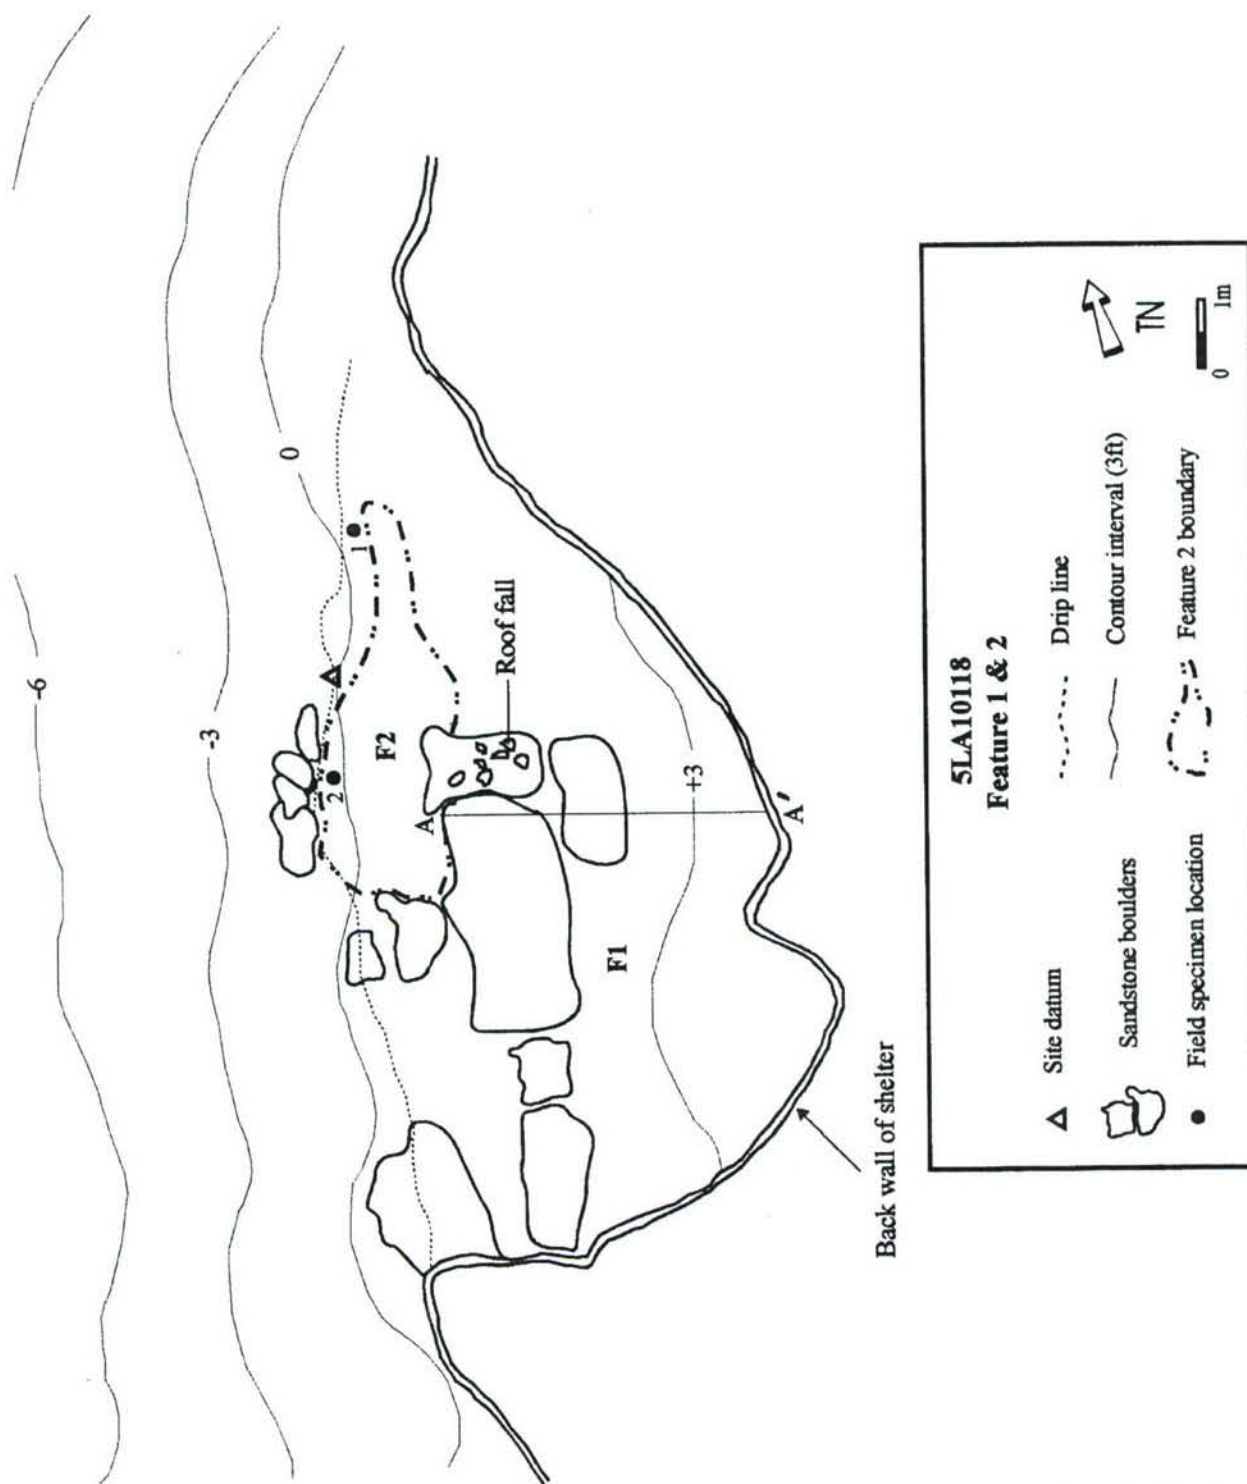 -6
-3
0
1
2
F2
Roof fall
A
+3
A'
F1
Back wall of shelter
5LA10118
Feature 1 & 2
Site datum
Drip line
Sandstone boulders
Contour interval (3ft)
TN
Field specimen location
Feature 2 boundary
0 1m